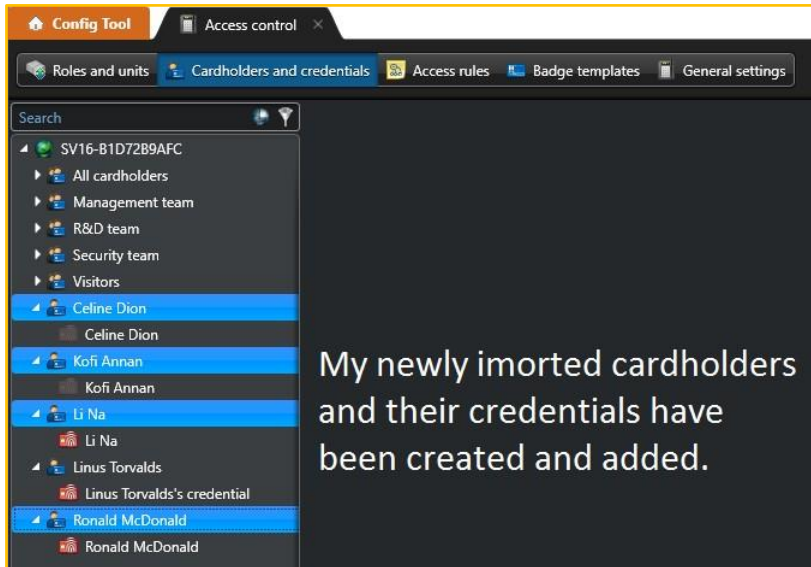 Config Tool
Access control
Roles and units Cardholders and credentials Access rules Badge templates General settings
Search
SV16-B1D72B9AFC
All cardholders
Management team
R&D team
Security team
Visitors
Celine Dion
Celine Dion
Kofi Annan
Kofi Annan
Li Na
Li Na
Linus Torvalds
Linus Torvalds's credential
Ronald McDonald
Ronald McDonald
My newly imorted cardholders
and their credentials have
been created and added.